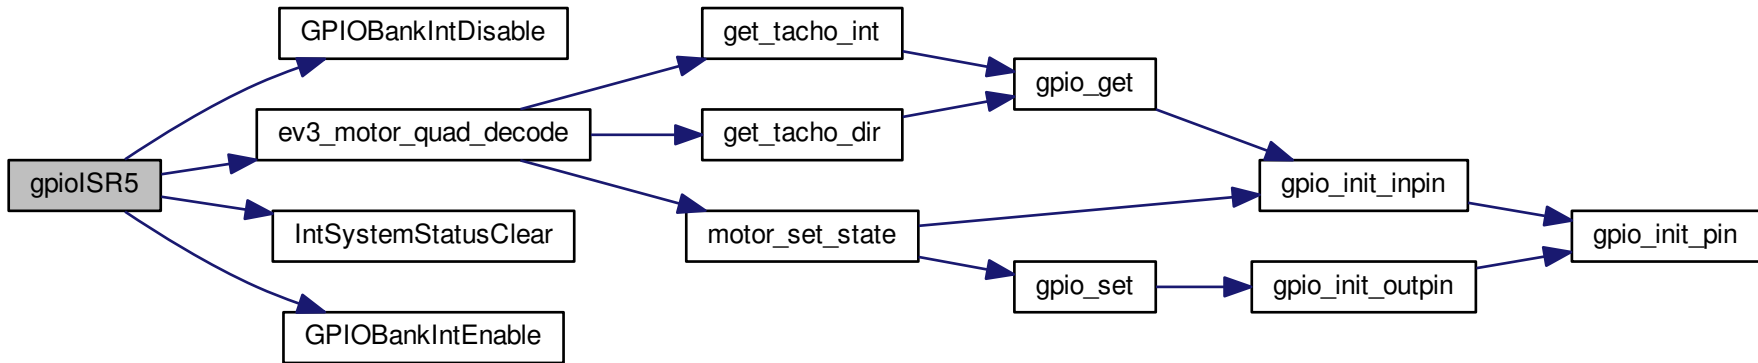 gpioISR5
GPIOBankIntDisable
ev3_motor_quad_decode
IntSystemStatusClear
GPIOBankIntEnable
get_tacho_int
get_tacho_dir
motor_set_state
gpio_get
gpio_set
gpio_init_inpin
gpio_init_outpin
gpio_init_pin